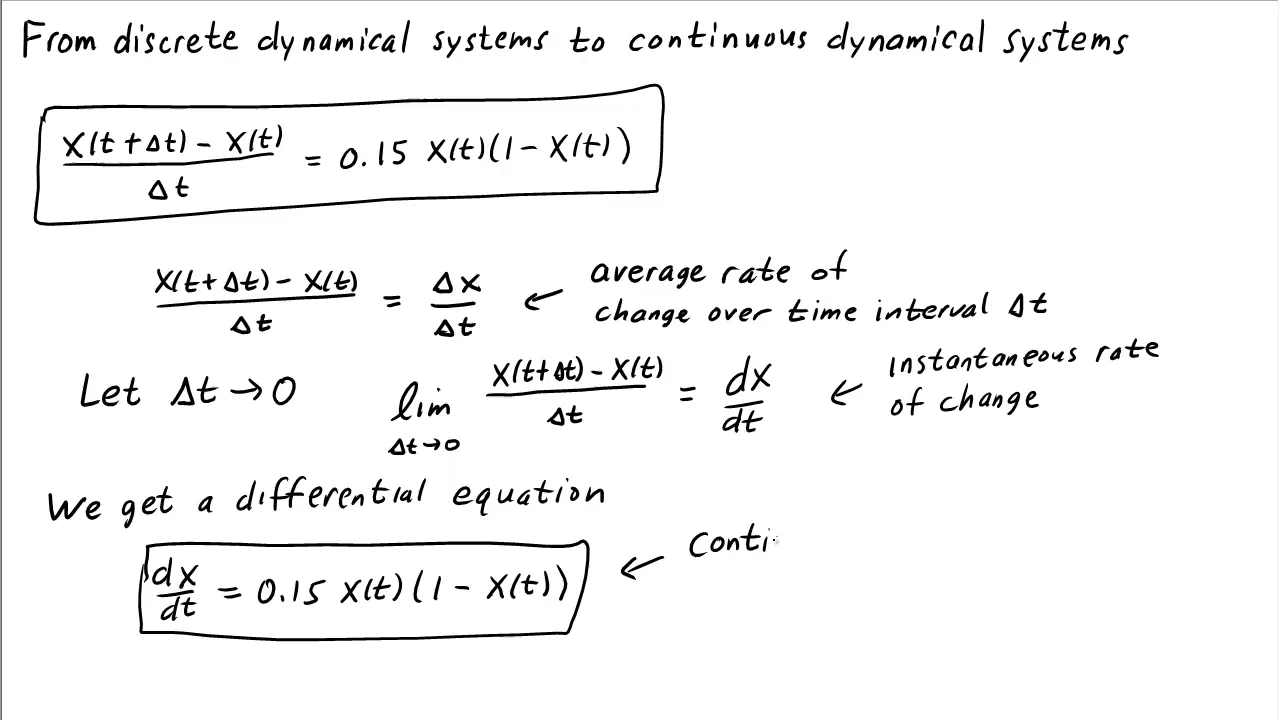 From discrete dynamical systems to continuous dynamical systems
X(t+Δt) - X(t)
Δt
= 0.15 X(t)(1 - X(t))
X(t+Δt) - X(t)
Δt
= Δx
Δt
← average rate of
change over time interval Δt
Let Δt → 0
lim
Δt→0
X(t+Δt) - X(t)
Δt
= dx
dt
← instantaneous rate
of change
We get a differential equation
dx
dt
= 0.15 X(t)(1 - X(t))
← Conti